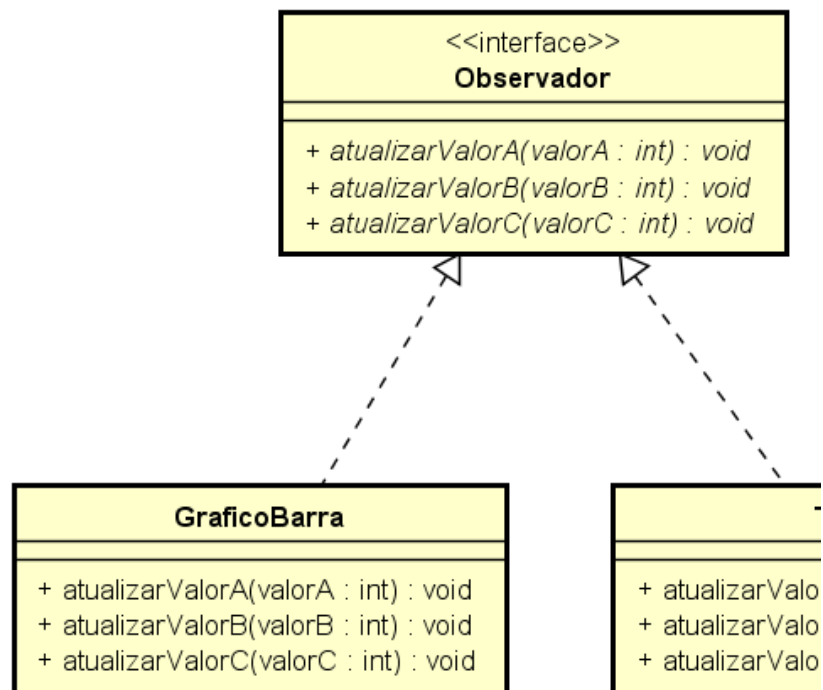 <<interface>>
Observador
+ atualizarValorA(valorA : int) : void
+ atualizarValorB(valorB : int) : void
+ atualizarValorC(valorC : int) : void
GraficoBarra
+ atualizarValorA(valorA : int) : void
+ atualizarValorB(valorB : int) : void
+ atualizarValorC(valorC : int) : void
+ atualizarValo
+ atualizarValo
+ atualizarValo